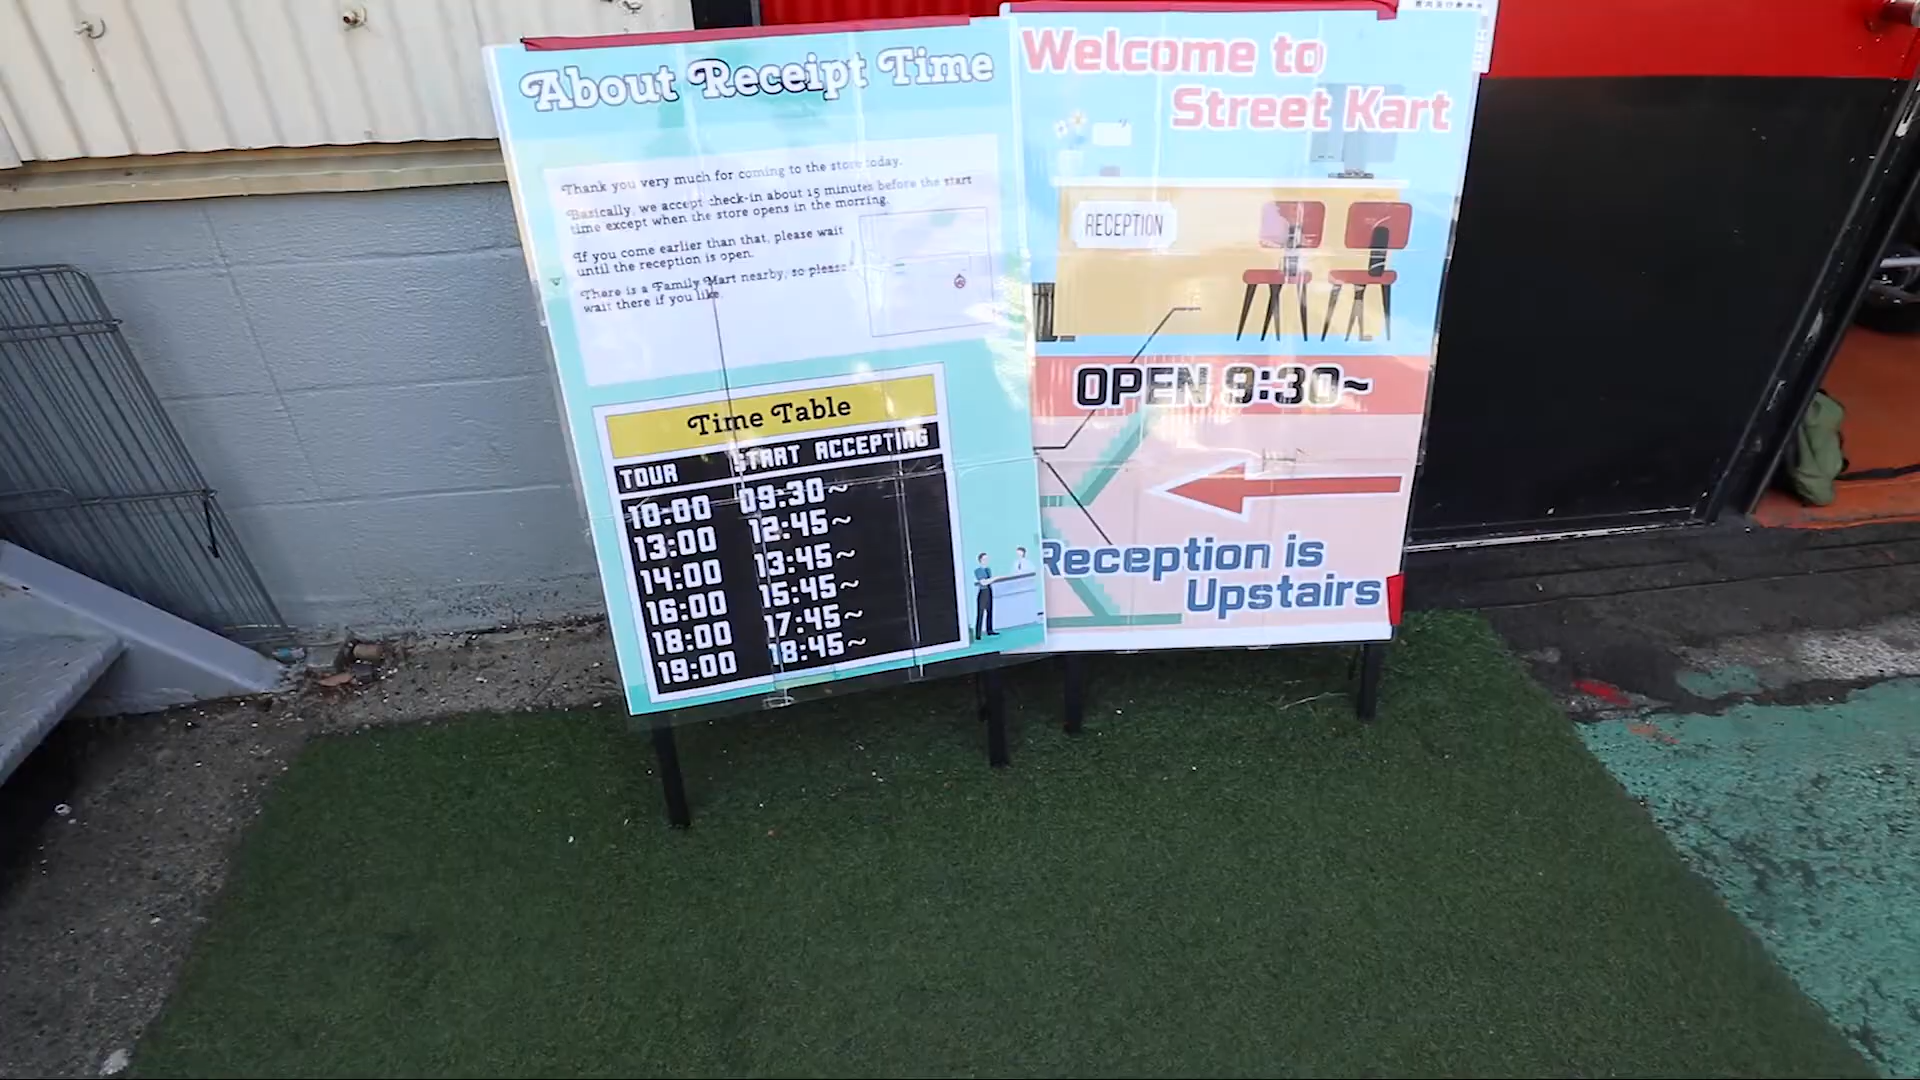 About Receipt Time
Thank you very much for coming to the store today.
Basically, we accept check-in about 15 minutes before the start
time except when the store opens in the morring.
If you come earlier than that, please wait
until the reception is open.
There is a Family Mart nearby, so please
wait there if you like.
Time Table
TOUR START ACCEPTING
10:00 09:30~
13:00 12:45~
14:00 13:45~
16:00 15:45~
18:00 17:45~
19:00 18:45~
Welcome to
Street Kart
RECEPTION
OPEN 9:30~
Reception is
Upstairs